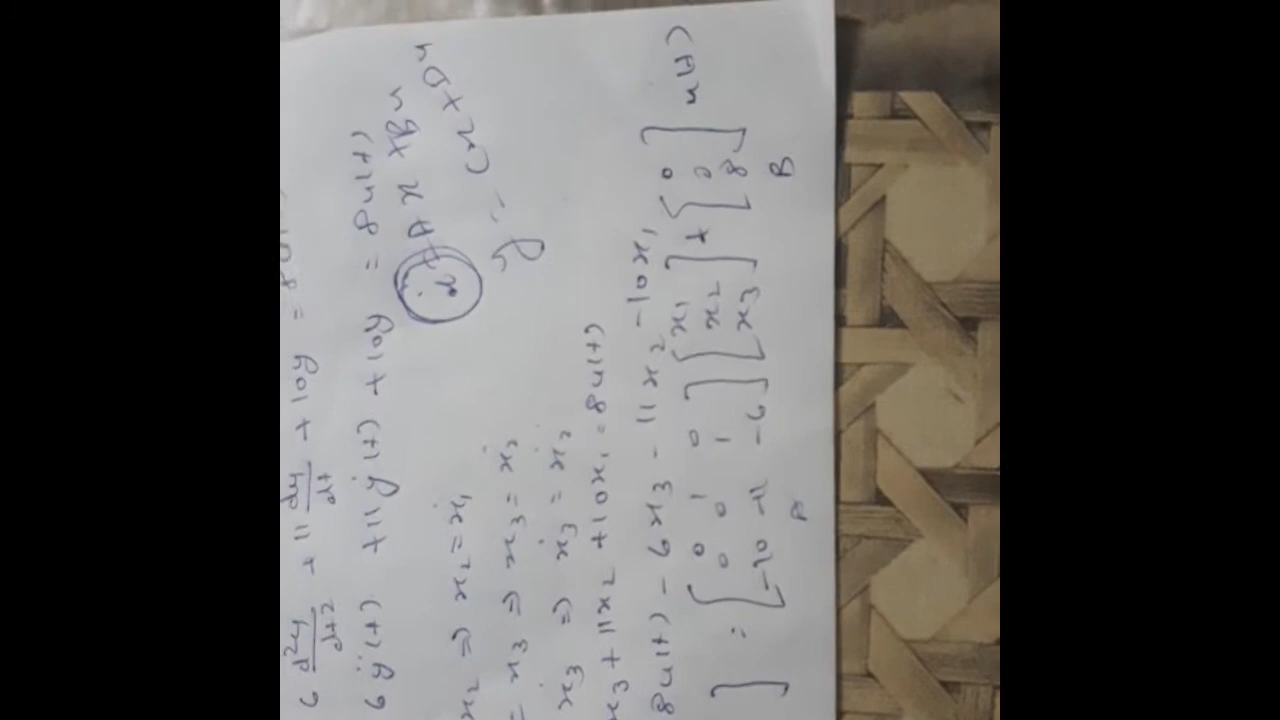 6 d²y/dt² + 11 dy/dt + 10y = 8u(
6 ÿ(t) + 11 ẏ(t) + 10y = 8u(t)
ẋ = Ax + Bu
y = Cx + Du
x₂ ⇒ x₂ = ẋ₁
= x₃ ⇒ x₃ = ẋ₂
ẋ₃ ⇒ ẋ₃ = ẋ₂
x₃ + 11x₂ + 10x₁ = 8u(t)
8u(t) - 6x₃ - 11x₂ - 10x₁
] = [ 0 1 0 ] [ x₁ ] + [ 0 ] u(t)
0 0 1 x₂ 0
-10 -11 -6 x₃ 8
A B